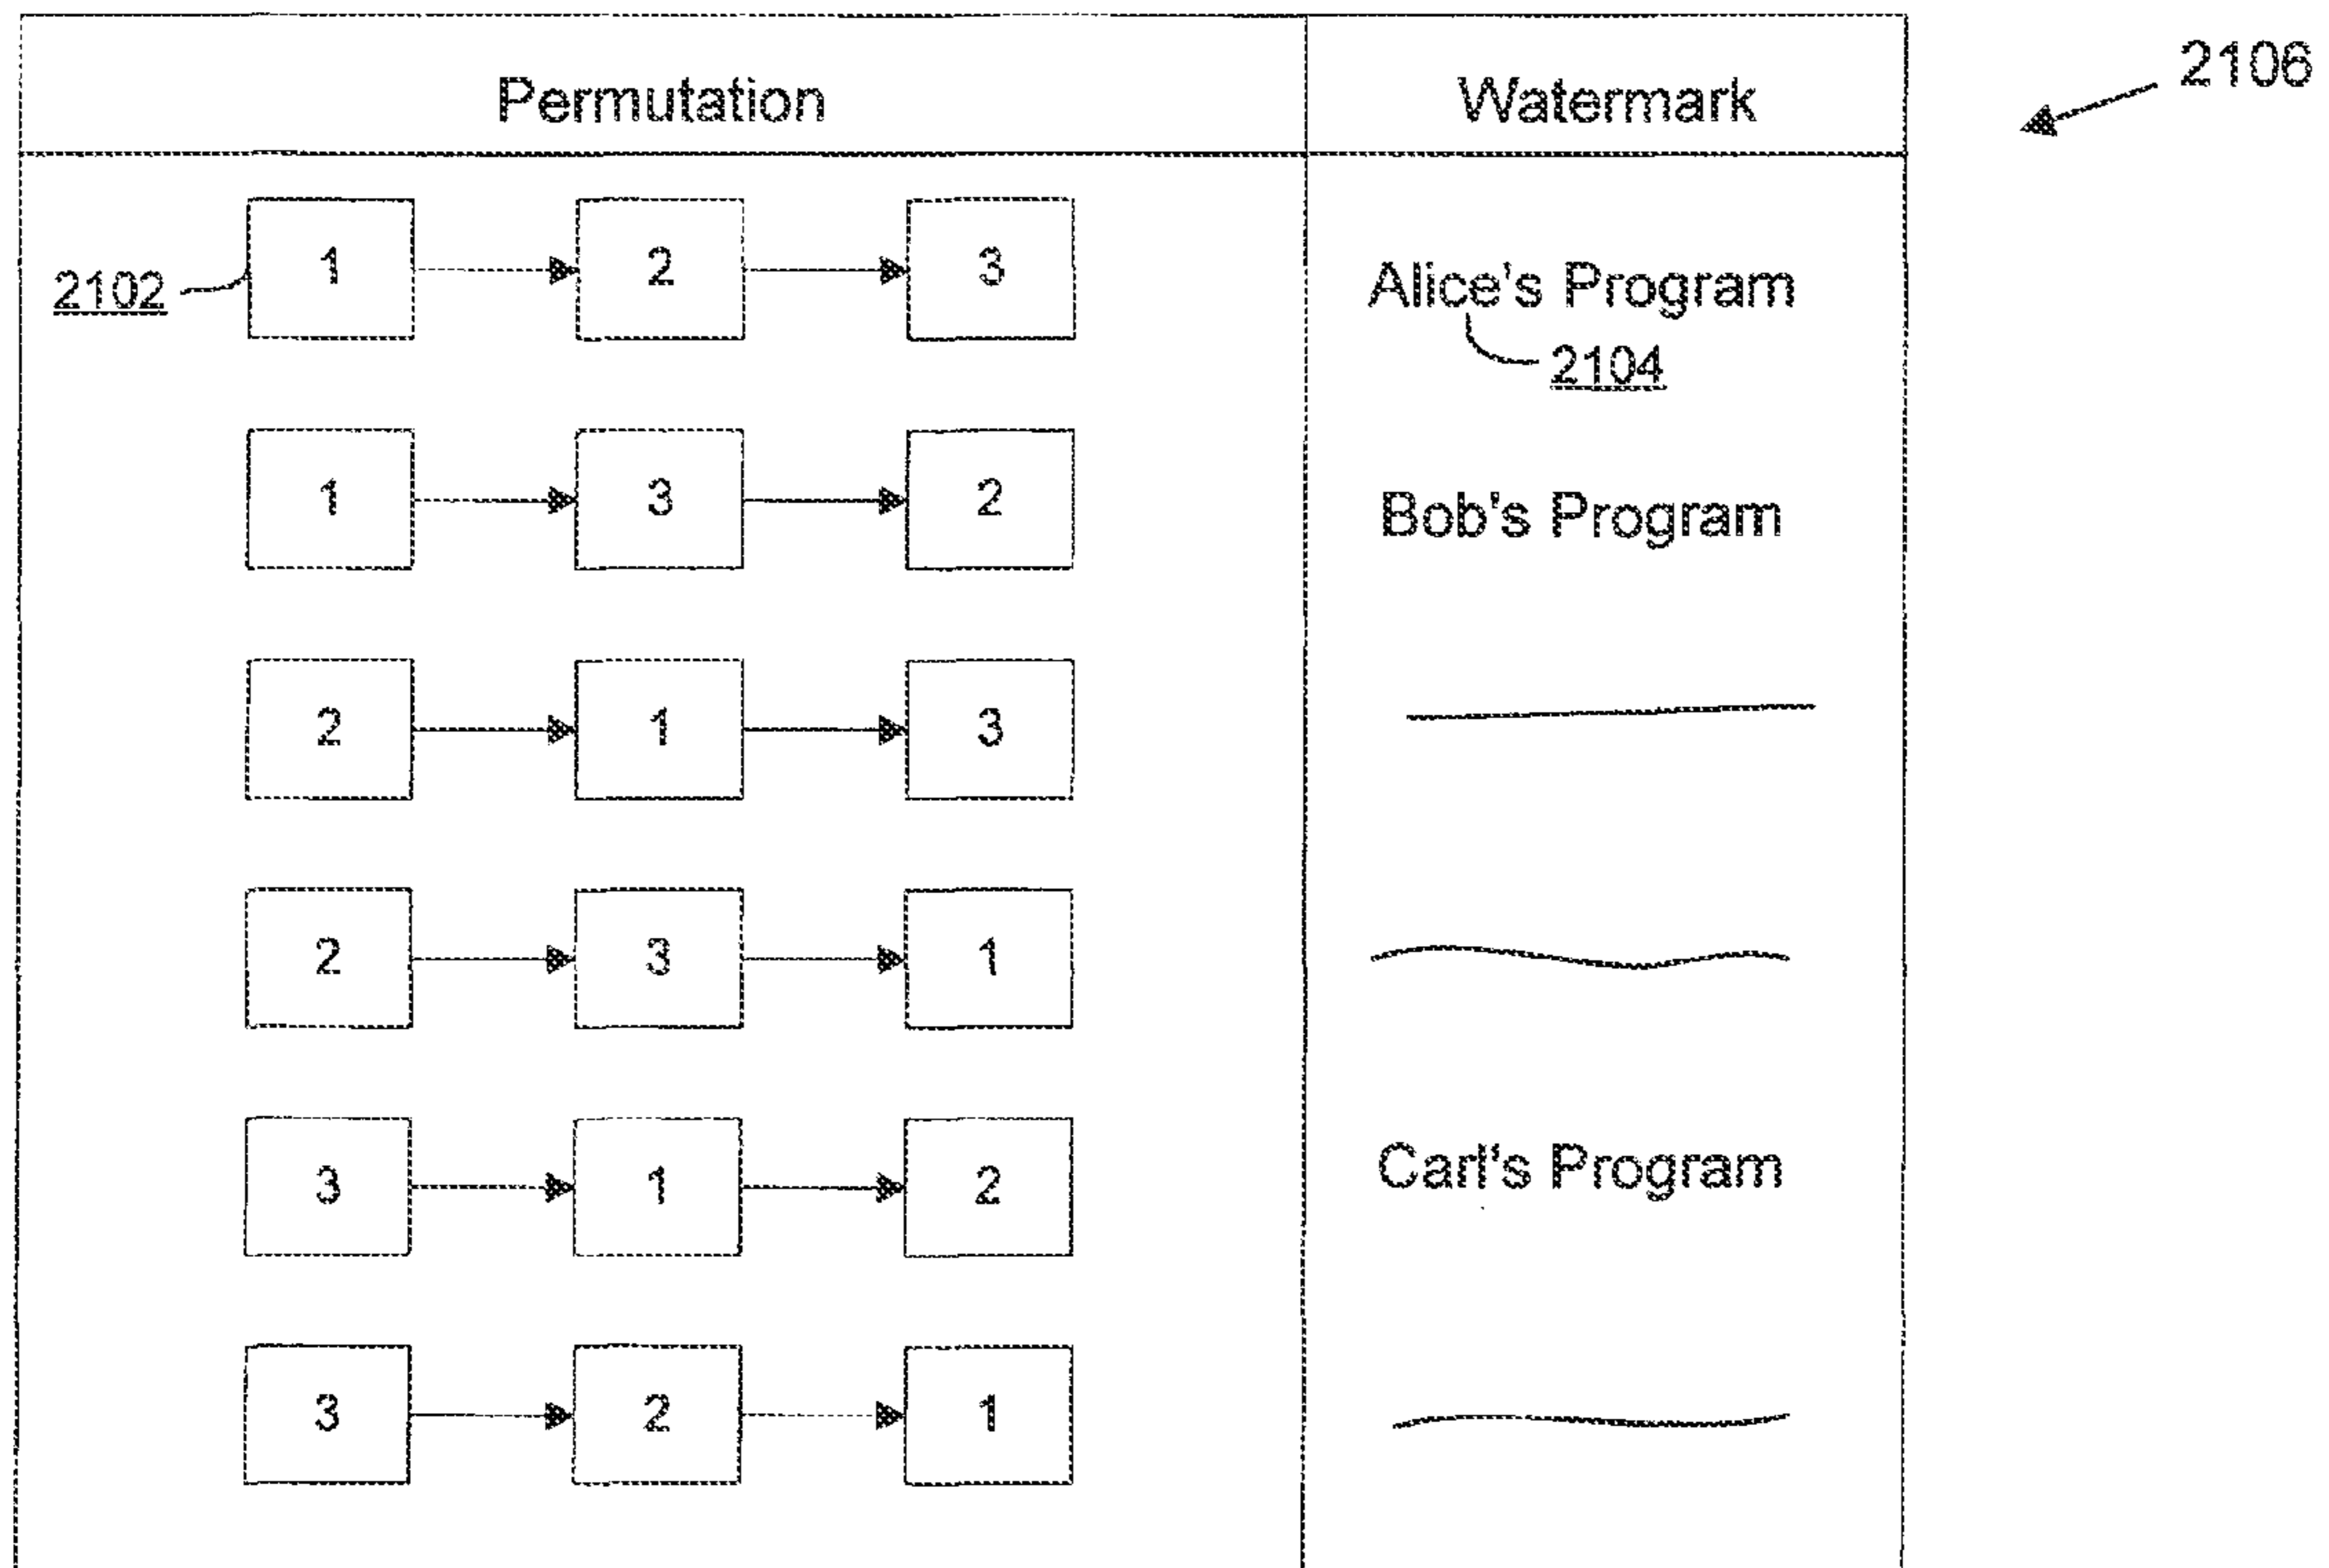 Permutation Watermark 2106
2102 1 2 3 Alice's Program
2104
1 3 2 Bob's Program
2 1 3
2 3 1
3 1 2 Carl's Program
3 2 1